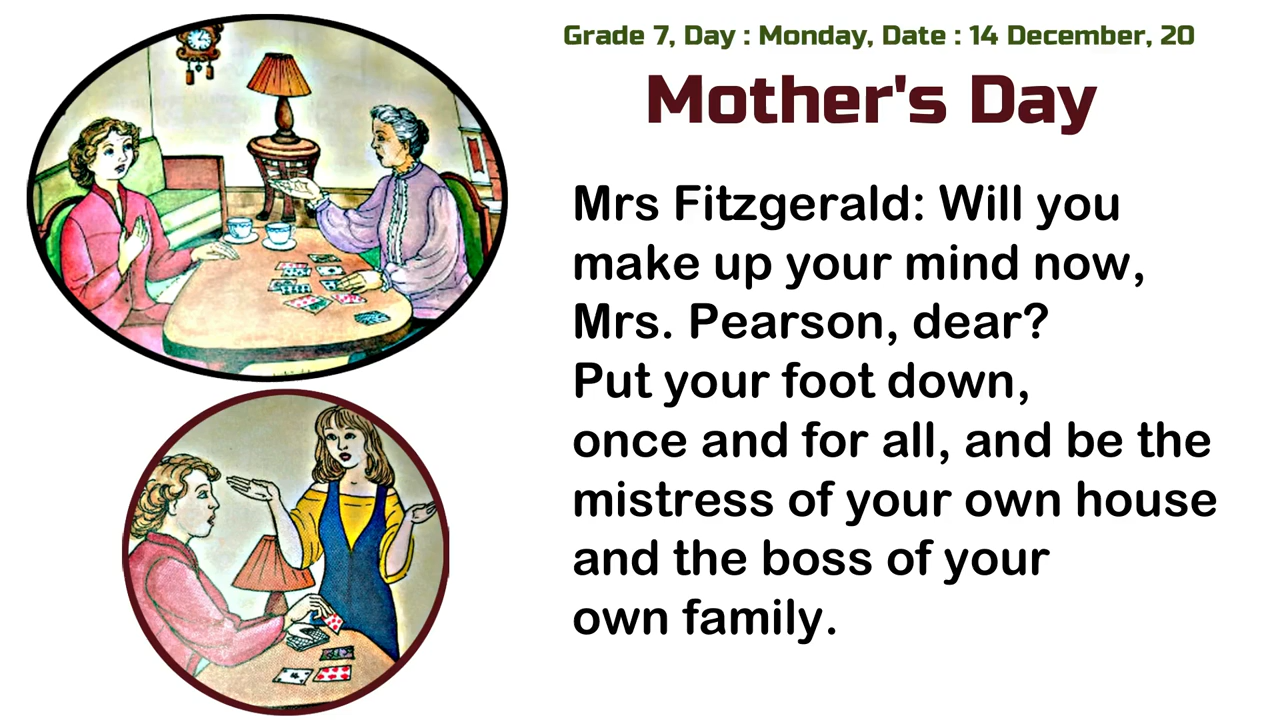 Grade 7, Day : Monday, Date : 14 December, 20
Mother's Day
Mrs Fitzgerald: Will you
make up your mind now,
Mrs. Pearson, dear?
Put your foot down,
once and for all, and be the
mistress of your own house
and the boss of your
own family.